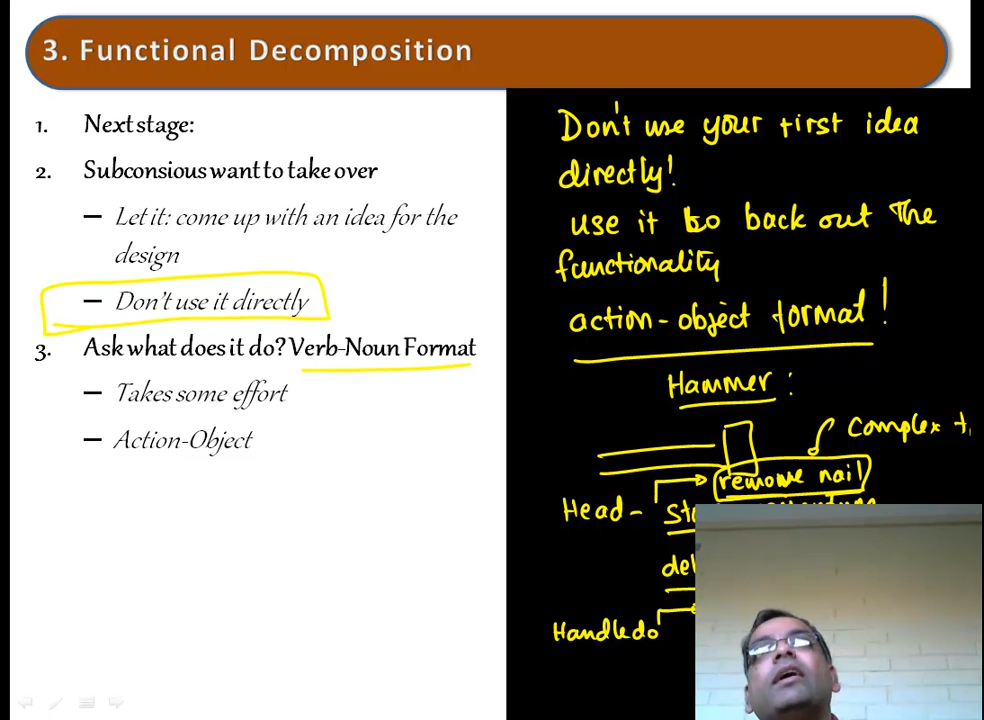 3. Functional Decomposition
1. Next stage:
2. Subconsious want to take over
– Let it: come up with an idea for the
design
– Don't use it directly
3. Ask what does it do? Verb-Noun Format
– Takes some effort
– Action-Object
Don't use your first idea
directly!
use it to back out the
functionality
action-object format!
Hammer:
Complex
remove nail
Head -
Handle do